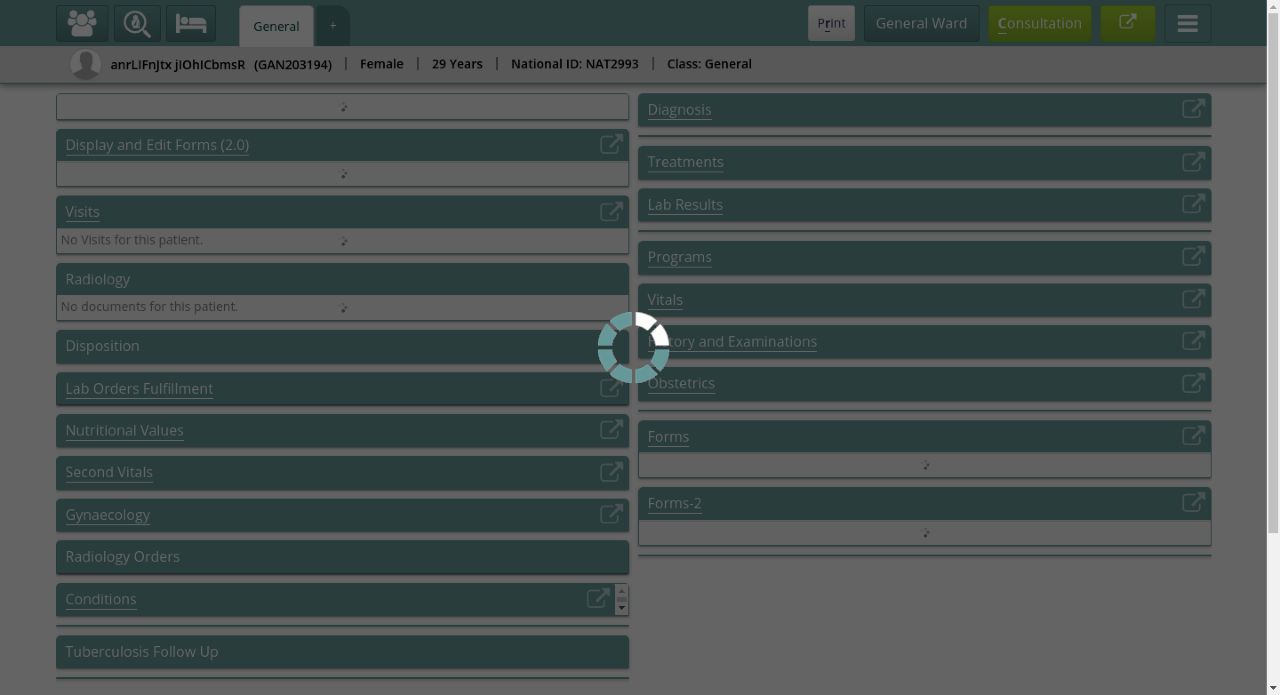 General
+
Print
General Ward
Consultation
anrLIFnJtx jIOhICbmsR (GAN203194) | Female | 29 Years | National ID: NAT2993 | Class: General
Display and Edit Forms (2.0)
Visits
No Visits for this patient.
Radiology
No documents for this patient.
Disposition
Lab Orders Fulfillment
Nutritional Values
Second Vitals
Gynaecology
Radiology Orders
Conditions
Tuberculosis Follow Up
Diagnosis
Treatments
Lab Results
Programs
Vitals
History and Examinations
Obstetrics
Forms
Forms-2